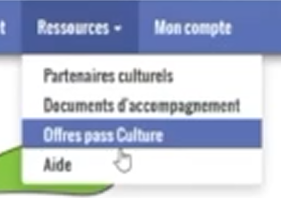 t
Ressources
Mon compte
Partenaires culturels
Documents d'accompagnement
Offres pass Culture
Aide